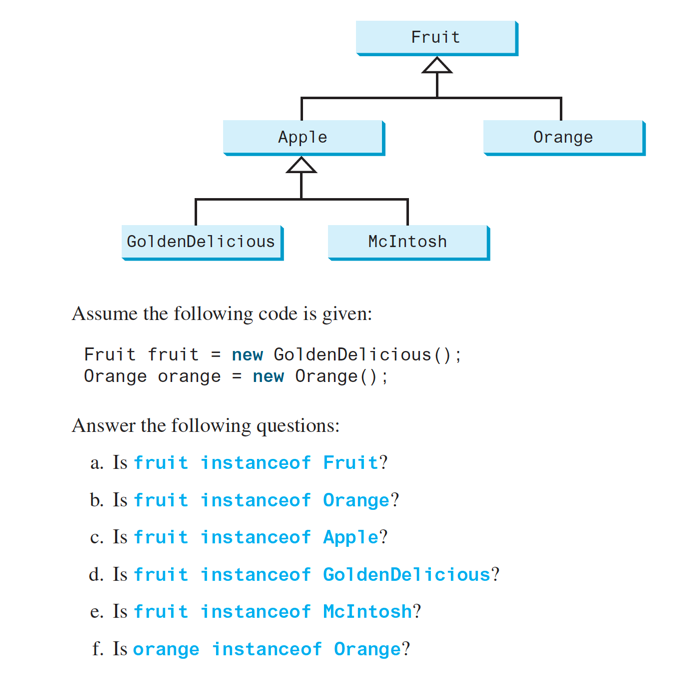 Fruit
Apple
Orange
GoldenDelicious
McIntosh
Assume the following code is given:
Fruit fruit = new GoldenDelicious();
Orange orange = new Orange();
Answer the following questions:
a. Is fruit instanceof Fruit?
b. Is fruit instanceof Orange?
c. Is fruit instanceof Apple?
d. Is fruit instanceof GoldenDelicious?
e. Is fruit instanceof McIntosh?
f. Is orange instanceof Orange?